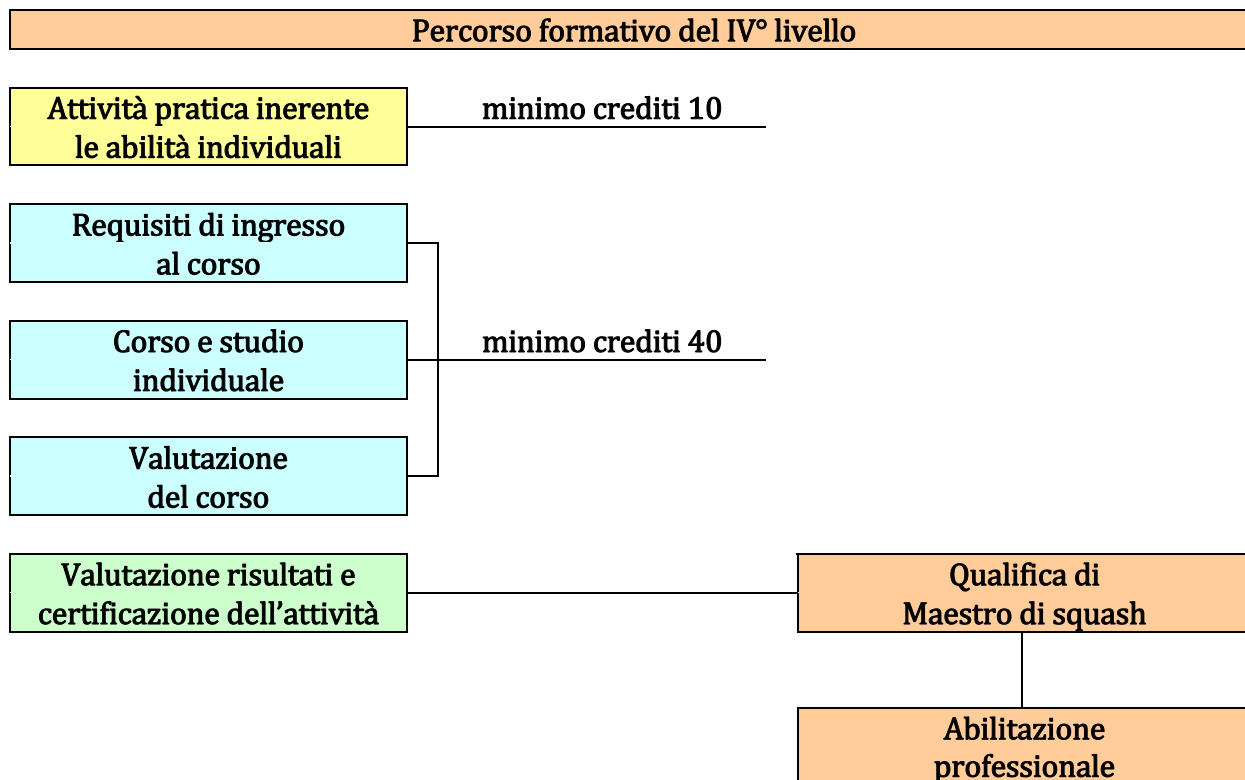 Percorso formativo del IV° livello
Attività pratica inerente
le abilità individuali
minimo crediti 10
Requisiti di ingresso
al corso
Corso e studio
individuale
minimo crediti 40
Valutazione
del corso
Valutazione risultati e
certificazione dell’attività
Qualifica di
Maestro di squash
Abilitazione
professionale